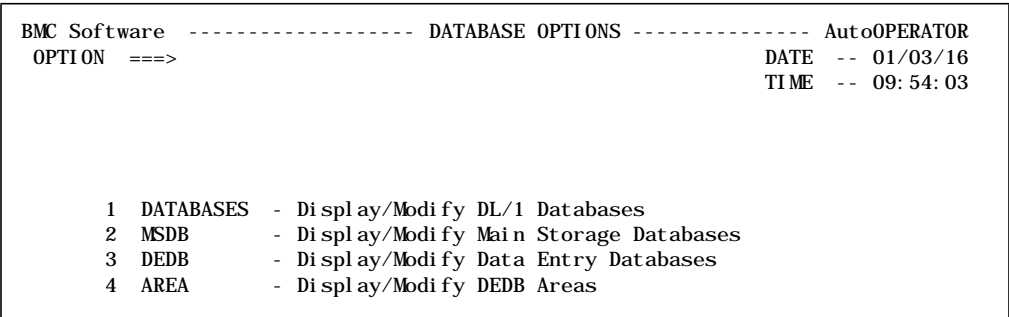 BMC Software ------------------- DATABASE OPTIONS --------------- AutoOPERATOR
OPTION ===> DATE -- 01/03/16
TIME -- 09:54:03
1 DATABASES - Display/Modify DL/1 Databases
2 MSDB - Display/Modify Main Storage Databases
3 DEDB - Display/Modify Data Entry Databases
4 AREA - Display/Modify DEDB Areas